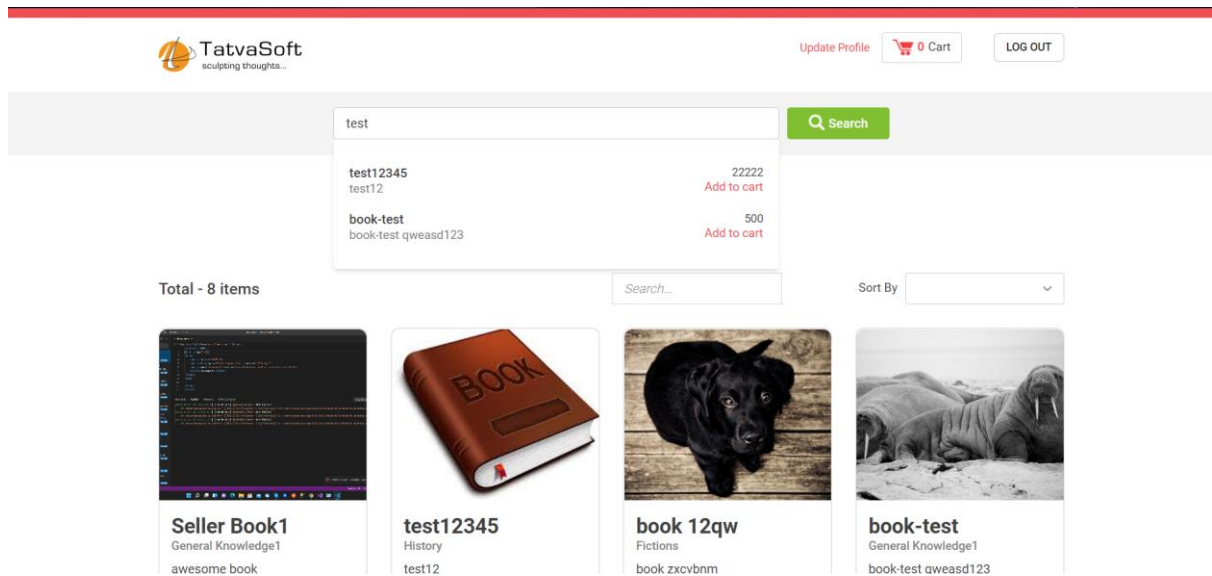 TatvaSoft
sculpting thoughts...
Update Profile
0 Cart
LOG OUT
test
Search
test12345
22222
test12
Add to cart
book-test
500
book-test qweasd123
Add to cart
Total - 8 items
Search...
Sort By
BOOK
Seller Book1
General Knowledge1
awesome book
test12345
History
test12
book 12qw
Fictions
book zxcvbnm
book-test
General Knowledge1
book-test qweasd123